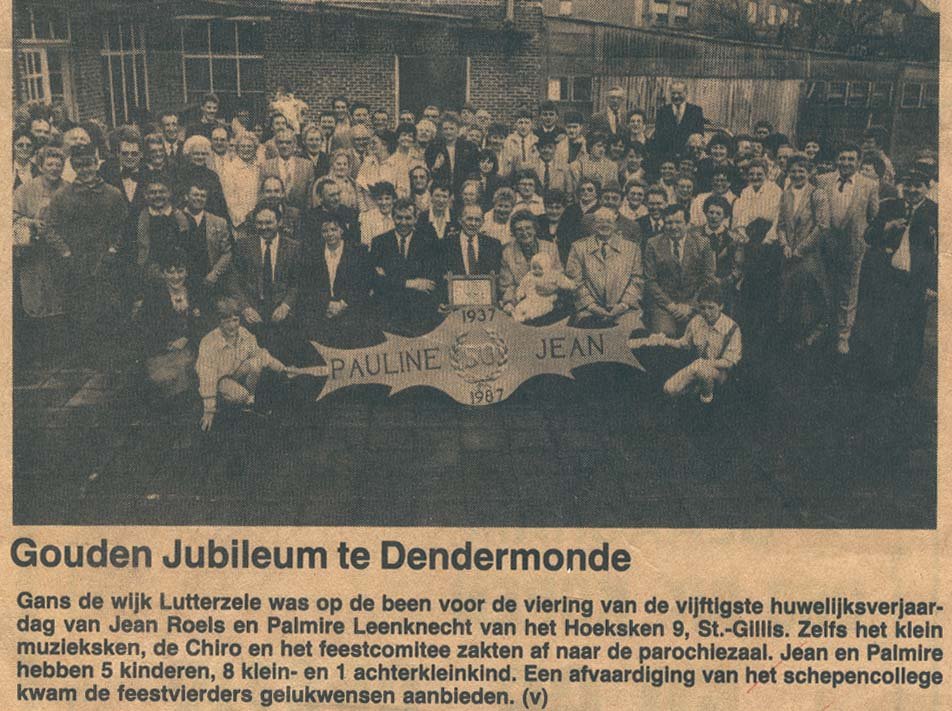 1937
PAULINE 50 JEAN
1987
Gouden Jubileum te Dendermonde
Gans de wijk Lutterzele was op de been voor de viering van de vijftigste huwelijksverjaar-
dag van Jean Roels en Palmire Leenknecht van het Hoeksken 9, St.-Gillis. Zelfs het klein
muzieksken, de Chiro en het feestcomitee zakten af naar de parochiezaal. Jean en Palmire
hebben 5 kinderen, 8 klein- en 1 achterkleinkind. Een afvaardiging van het schepencollege
kwam de feestvierders gelukwensen aanbieden. (v)